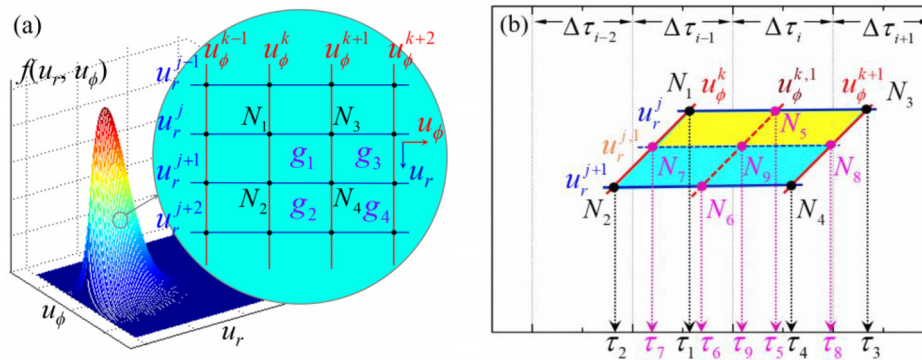 (a)
f(u_r, u_ϕ)
u_ϕ
u_r
u_ϕ^{k-1} u_ϕ^k u_ϕ^{k+1} u_ϕ^{k+2}
u_r^{j-1}
u_r^j
N_1 N_3
u_ϕ
g_1 g_3
u_r
u_r^{j+1}
N_2 N_4
g_2 g_4
u_r^{j+2}
(b)
Δτ_{i-2} Δτ_{i-1} Δτ_i Δτ_{i+1}
N_1 u_ϕ^k u_ϕ^{k,1} u_ϕ^{k+1} N_3
u_r^j
N_5
u_r^{j,1}
N_7 N_9 N_8
u_r^{j+1}
N_2 N_6 N_4
τ_2 τ_7 τ_1 τ_6 τ_9 τ_5 τ_4 τ_8 τ_3